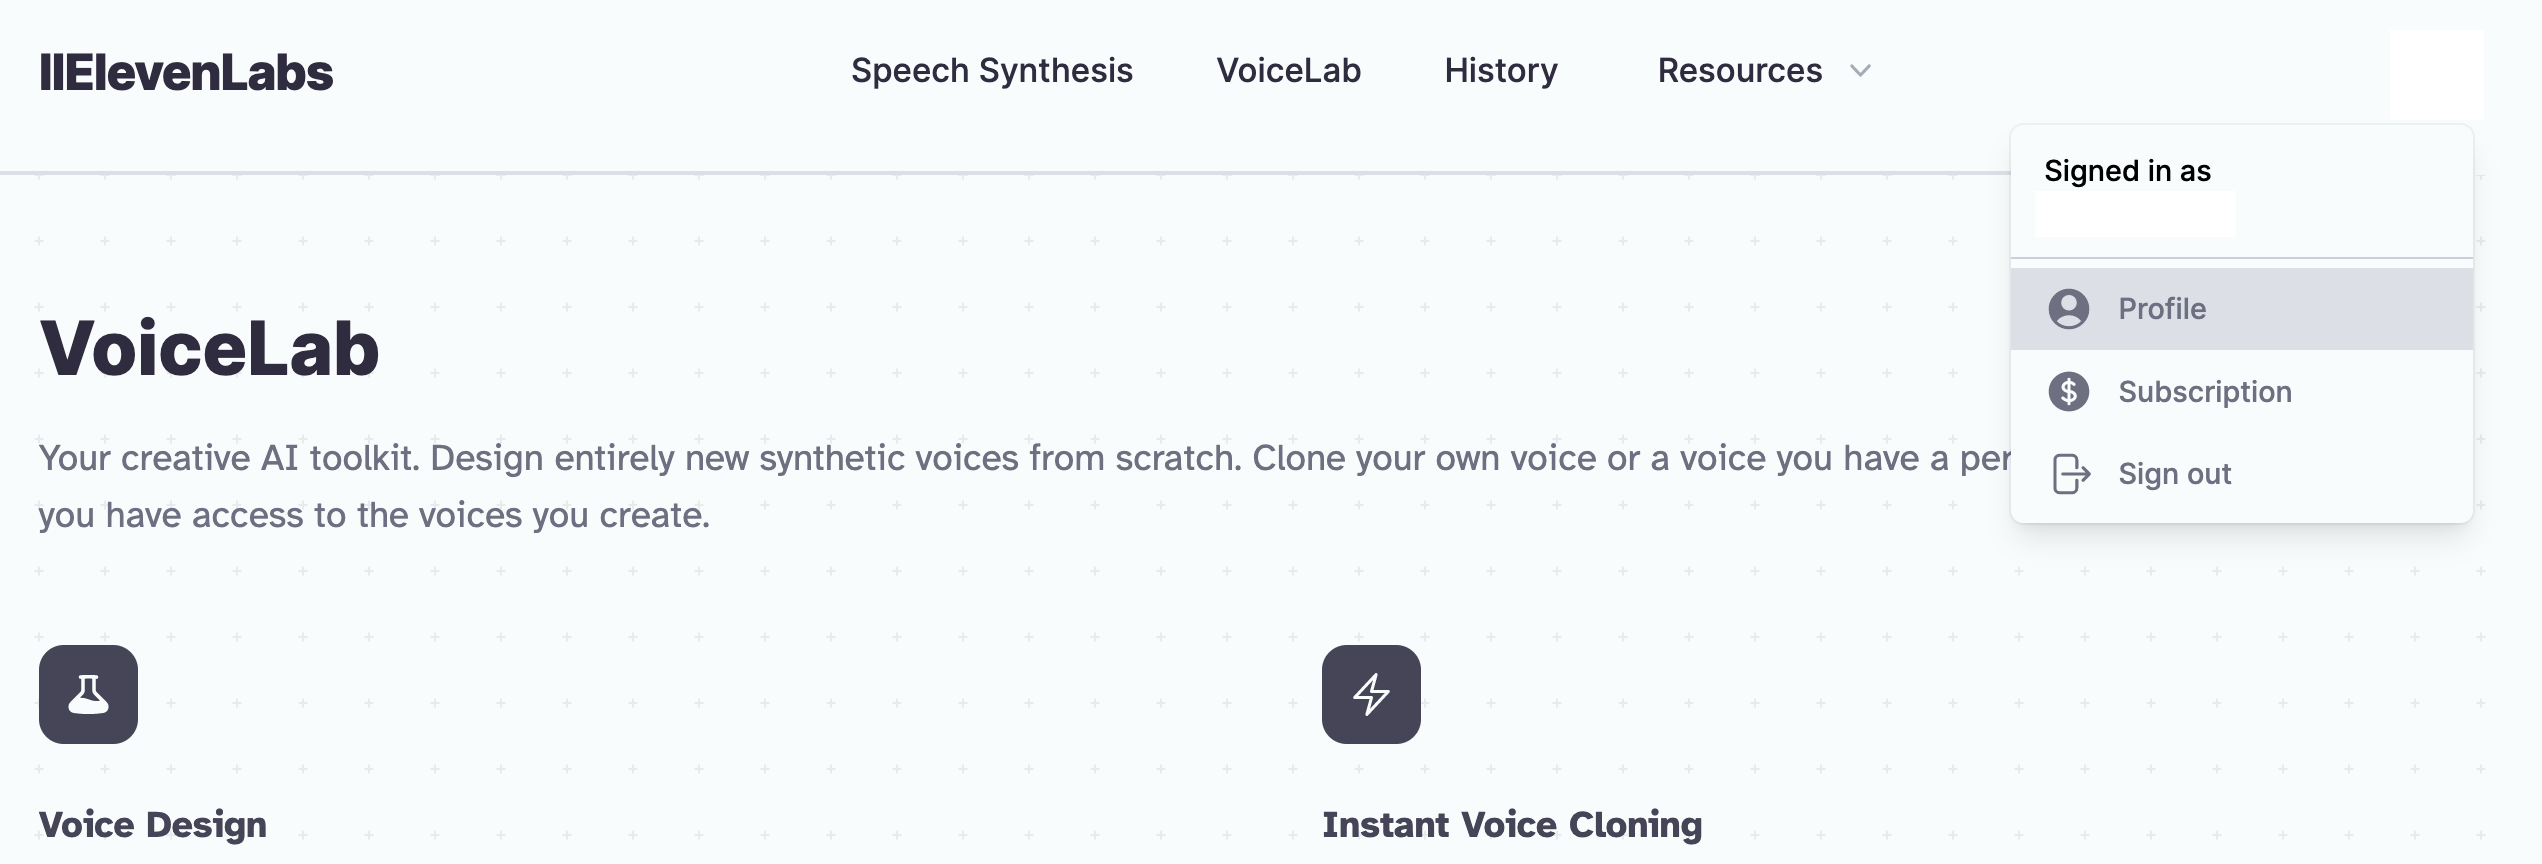 IIElevenLabs
Speech Synthesis
VoiceLab
History
Resources
Signed in as
Profile
Subscription
Sign out
VoiceLab
Your creative AI toolkit. Design entirely new synthetic voices from scratch. Clone your own voice or a voice you have a per
you have access to the voices you create.
Voice Design
Instant Voice Cloning